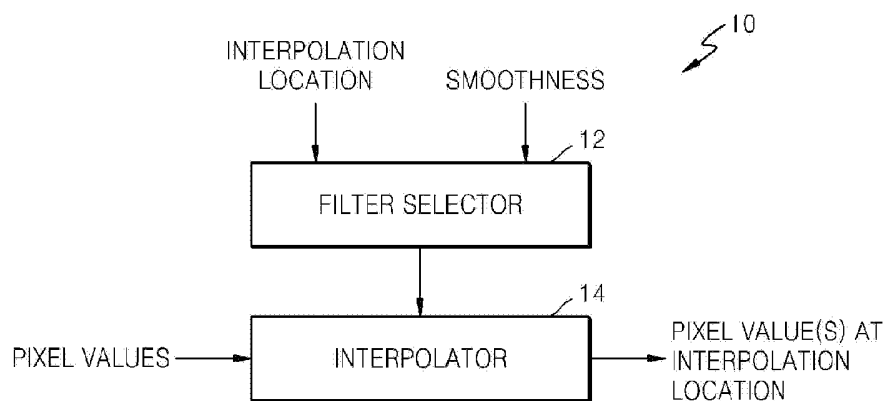 10
INTERPOLATION
LOCATION
SMOOTHNESS
12
FILTER SELECTOR
14
PIXEL VALUES
INTERPOLATOR
PIXEL VALUE(S) AT
INTERPOLATION
LOCATION